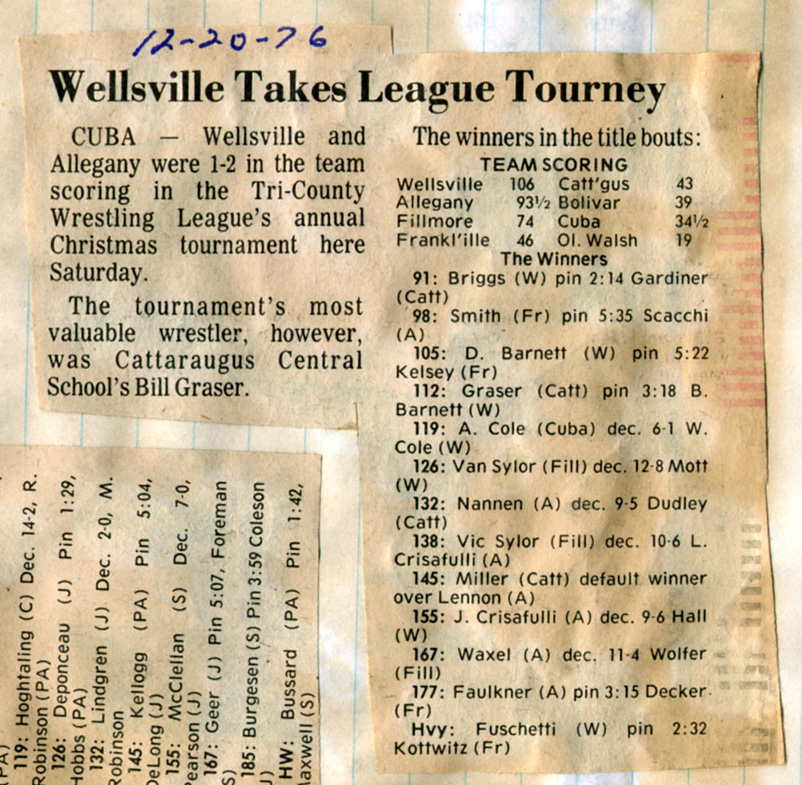 12-20-76
Wellsville Takes League Tourney
CUBA — Wellsville and
Allegany were 1-2 in the team
scoring in the Tri-County
Wrestling League's annual
Christmas tournament here
Saturday.
The tournament's most
valuable wrestler, however,
was Cattaraugus Central
School's Bill Graser.
The winners in the title bouts:
TEAM SCORING
Wellsville 106 Catt'gus 43
Allegany 93½ Bolivar 39
Fillmore 74 Cuba 34½
Frankl'ille 46 Ol. Walsh 19
The Winners
91: Briggs (W) pin 2:14 Gardiner
(Catt)
98: Smith (Fr) pin 5:35 Scacchi
(A)
105: D. Barnett (W) pin 5:22
Kelsey (Fr)
112: Graser (Catt) pin 3:18 B.
Barnett (W)
119: A. Cole (Cuba) dec. 6-1 W.
Cole (W)
126: Van Sylor (Fill) dec. 12-8 Mott
(W)
132: Nannen (A) dec. 9-5 Dudley
(Catt)
138: Vic Sylor (Fill) dec. 10-6 L.
Crisafulli (A)
145: Miller (Catt) default winner
over Lennon (A)
155: J. Crisafulli (A) dec. 9-6 Hall
(W)
167: Waxel (A) dec. 11-4 Wolfer
(Fill)
177: Faulkner (A) pin 3:15 Decker
(Fr)
Hvy: Fuschetti (W) pin 2:32
Kottwitz (Fr)
PA)
119: Hoghtaling (C) Dec. 14-2, R.
Robinson (PA)
126: Deponceau (J) Pin 1:29,
Hobbs (PA)
132: Lindgren (J) Dec. 2-0, M.
Robinson
145: Kellogg (PA) Pin 5:04,
DeLong (J)
155: McClellan (S) Dec. 7-0,
Pearson (J)
167: Geer (J) Pin 5:07, Foreman
S)
185: Burgesen (S) Pin 3:59 Coleson
J)
HW: Bussard (PA) Pin 1:42,
Maxwell (S)